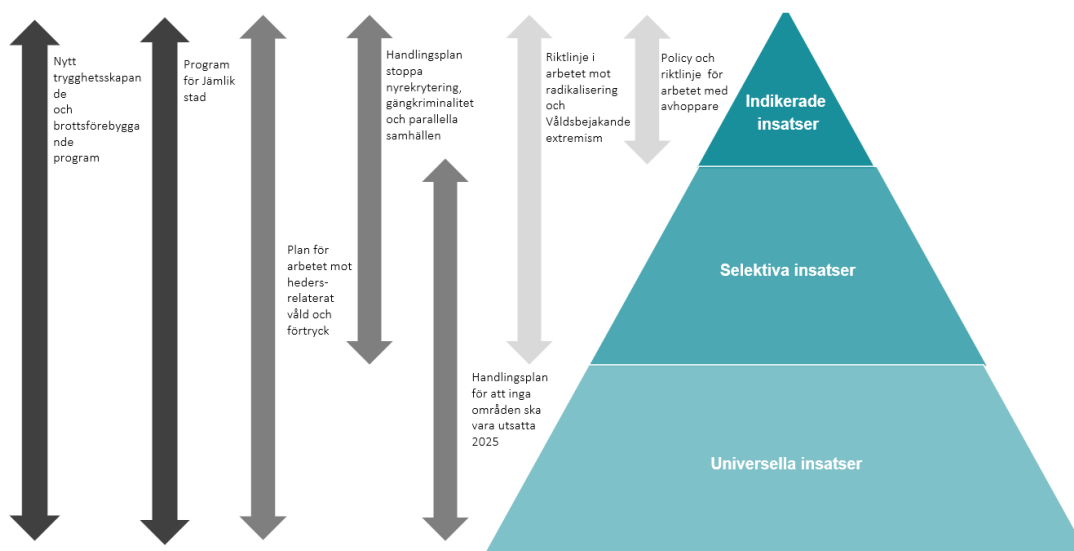 Nytt
trygghetsskapan
de
och
brottsförebygga
nde
program
Program
för Jämlik
stad
Plan för
arbetet mot
heders-
relaterat
våld och
förtryck
Handlingsplan
stoppa
nyrekrytering,
gängkriminalitet
och parallella
samhällen
Handlingsplan
för att inga
områden ska
vara utsatta
2025
Riktlinje i
arbetet mot
radikalisering
och
Våldsbejakande
extremism
Policy och
riktlinje för
arbetet med
avhoppare
Indikerade
insatser
Selektiva insatser
Universella insatser